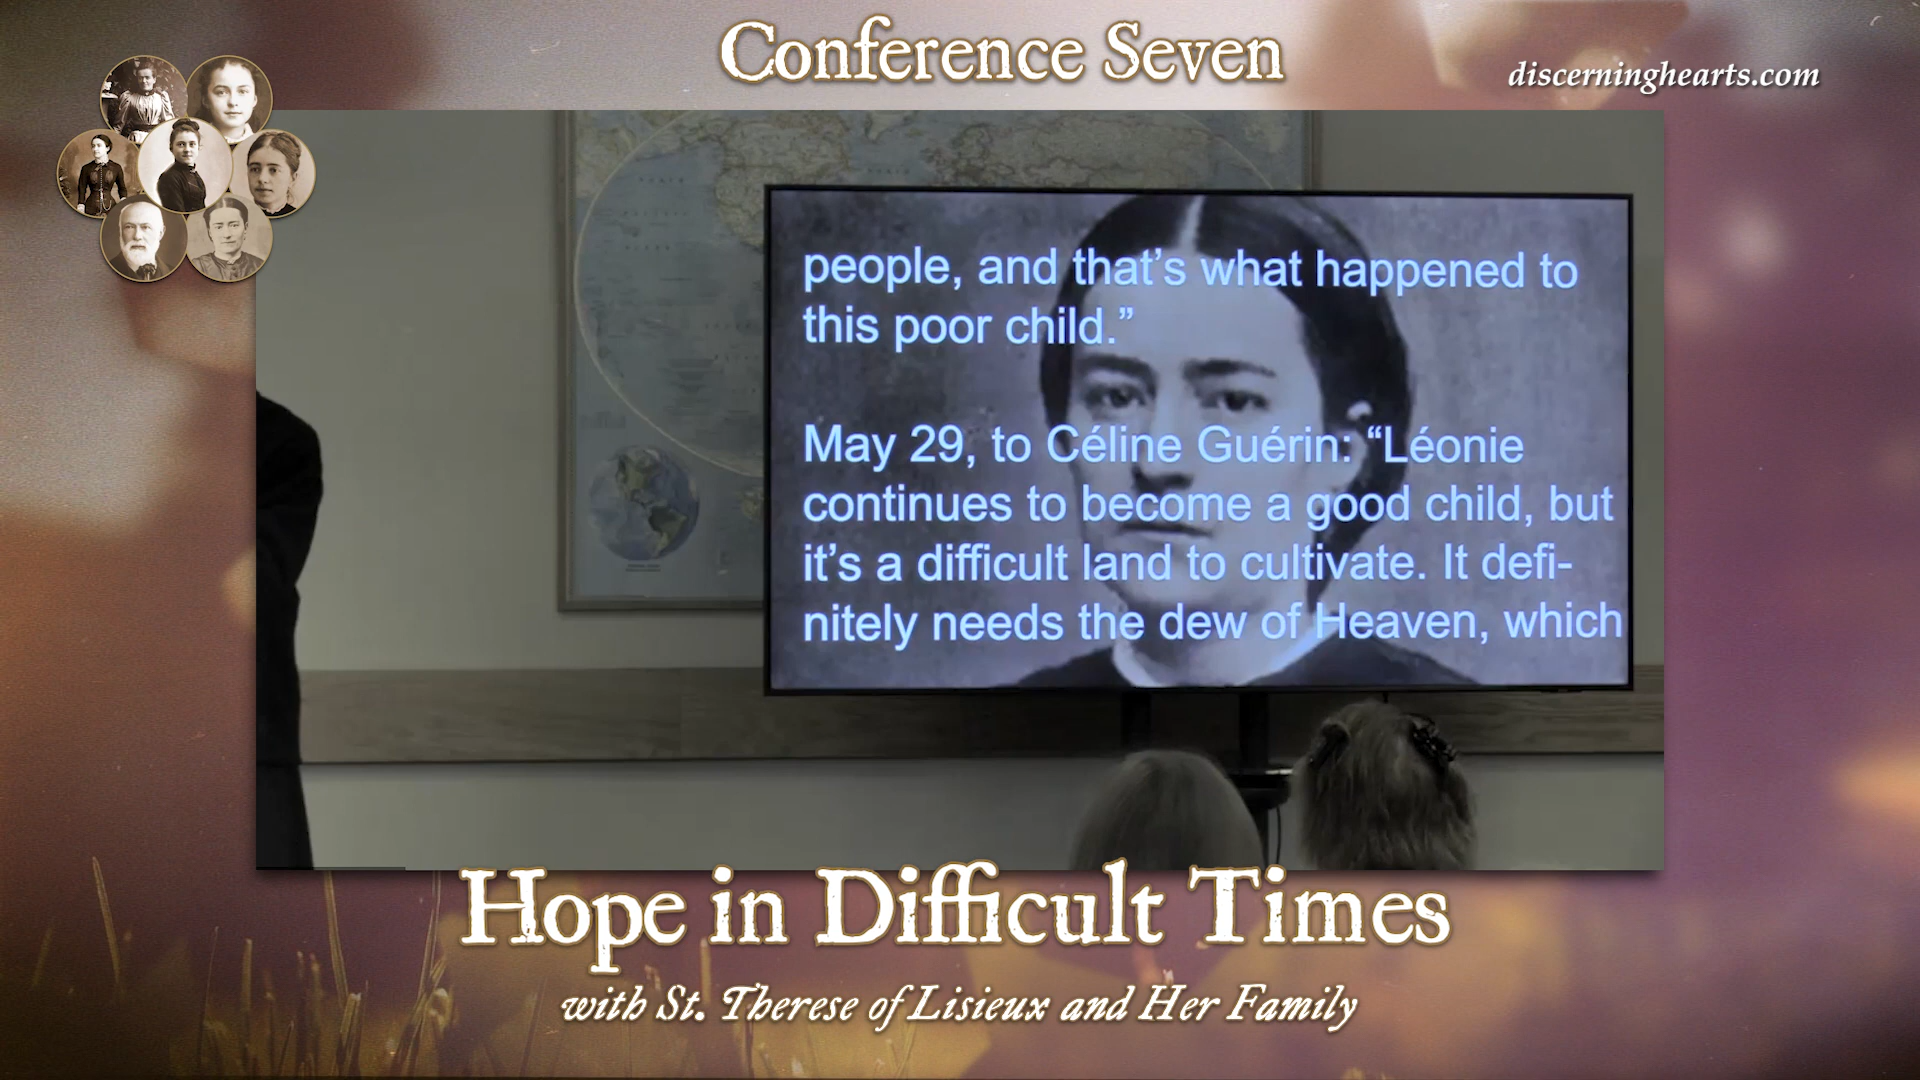 Conference Seven
discerninghearts.com
people, and that’s what happened to
this poor child.”
May 29, to Céline Guérin: “Léonie
continues to become a good child, but
it’s a difficult land to cultivate. It defi-
nitely needs the dew of Heaven, which
Hope in Difficult Times
with St. Therese of Lisieux and Her Family